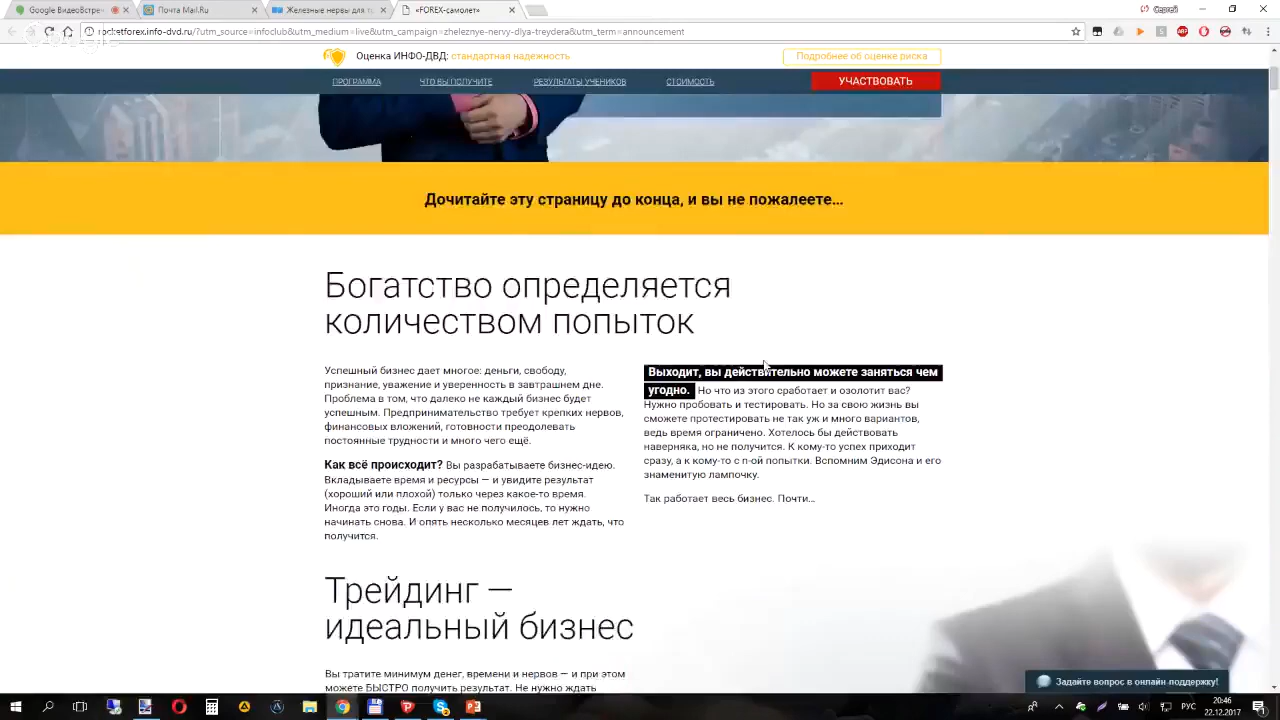 Google ВидеоВстре
Почта Mail.Ru
Железные нервы для т
«FOREX-самолет»
Сергей
rocketforex.info-dvd.ru/?utm_source=infoclub&utm_medium=live&utm_campaign=zheleznye-nervy-dlya-treydera&utm_term=announcement
Оценка ИНФО-ДВД: стандартная надежность
Подробнее об оценке риска
ПРОГРАММА
ЧТО ВЫ ПОЛУЧИТЕ
РЕЗУЛЬТАТЫ УЧЕНИКОВ
СТОИМОСТЬ
УЧАСТВОВАТЬ
Дочитайте эту страницу до конца, и вы не пожалеете...
Богатство определяется
количеством попыток
Успешный бизнес дает многое: деньги, свободу,
признание, уважение и уверенность в завтрашнем дне.
Проблема в том, что далеко не каждый бизнес будет
успешным. Предпринимательство требует крепких нервов,
финансовых вложений, готовности преодолевать
постоянные трудности и много чего ещё.
Как всё происходит? Вы разрабатываете бизнес-идею.
Вкладываете время и ресурсы — и увидите результат
(хороший или плохой) только через какое-то время.
Иногда это годы. Если у вас не получилось, то нужно
начинать снова. И опять несколько месяцев лет ждать, что
получится.
Выходит, вы действительно можете заняться чем
угодно. Но что из этого сработает и озолотит вас?
Нужно пробовать и тестировать. Но за свою жизнь вы
сможете протестировать не так уж и много вариантов,
ведь время ограничено. Хотелось бы действовать
наверняка, но не получится. К кому-то успех приходит
сразу, а к кому-то с n-ой попытки. Вспомним Эдисона и его
знаменитую лампочку.
Так работает весь бизнес. Почти...
Трейдинг —
идеальный бизнес
Вы тратите минимум денег, времени и нервов — и при этом
можете БЫСТРО получить результат. Не нужно ждать
Задайте вопрос в онлайн-поддержку!
РУС
20:46
22.12.2017